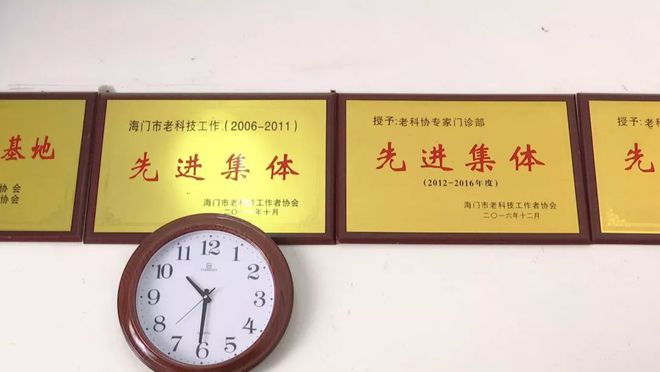 基地
协会
协会
海门市老科技工作(2006-2011)
先进集体
海门市老科技工作者协会
二〇一一年十月
授予:老科协专家门诊部
先进集体
(2012-2016年度)
海门市老科技工作者协会
二〇一六年十二月
授予:
先
12
1
2
3
4
5
6
7
8
9
10
11